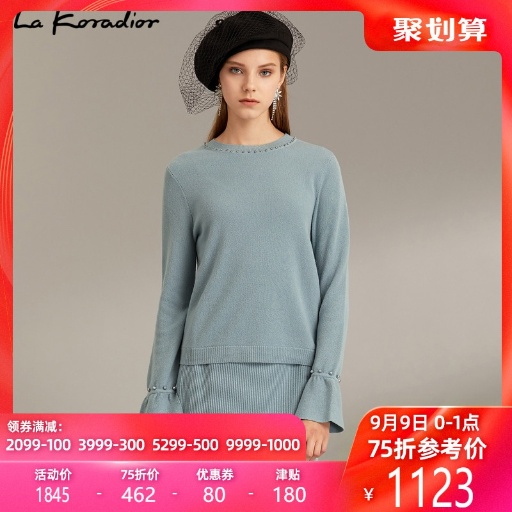 La Koradior
聚划算
领券满减:
2099-100 3999-300 5299-500 9999-1000
活动价 75折价 优惠券 津贴
1845 - 462 - 80 - 180
9月9日 0-1点
75折参考价
¥ 1123